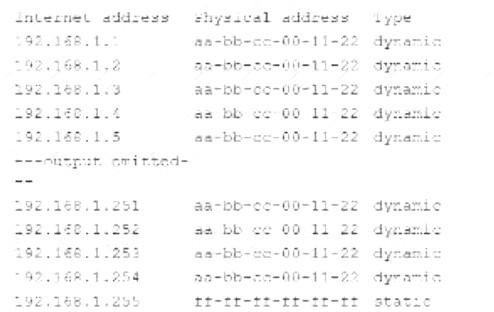 Internet address Physical address Type
192.168.1.1 aa-bb-cc-00-11-22 dynamic
192.168.1.2 aa-bb-cc-00-11-22 dynamic
192.168.1.3 aa-bb-cc-00-11-22 dynamic
192.168.1.4 aa-bb-cc-00-11-22 dynamic
192.168.1.5 aa-bb-cc-00-11-22 dynamic
---output omitted-
--
192.168.1.251 aa-bb-cc-00-11-22 dynamic
192.168.1.252 aa-bb-cc-00-11-22 dynamic
192.168.1.253 aa-bb-cc-00-11-22 dynamic
192.168.1.254 aa-bb-cc-00-11-22 dynamic
192.168.1.255 ff-ff-ff-ff-ff-ff static